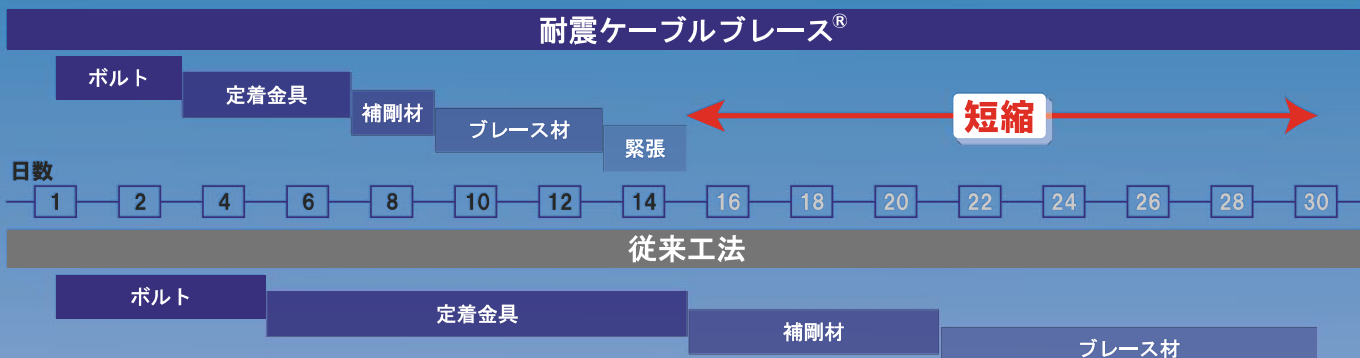 耐震ケーブルブレース®
ボルト
定着金具
補剛材
ブレース材
緊張
短縮
日数
1 2 4 6 8 10 12 14 16 18 20 22 24 26 28 30
従来工法
ボルト
定着金具
補剛材
ブレース材